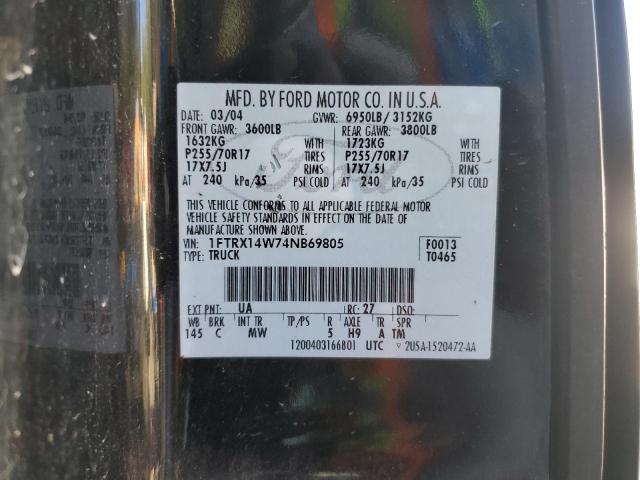 MFD. BY FORD MOTOR CO. IN U.S.A.
DATE: 03/04 GVWR: 6950LB/ 3152KG
FRONT GAWR: 3600LB REAR GAWR: 3800LB
1632KG WITH 1723KG WITH
P255/70R17 TIRES P255/70R17 TIRES
17X7.5J RIMS 17X7.5J RIMS
AT 240 kPa/35 PSI COLD AT 240 kPa/35 PSI COLD
THIS VEHICLE CONFORMS TO ALL APPLICABLE FEDERAL MOTOR
VEHICLE SAFETY STANDARDS IN EFFECT ON THE DATE OF
MANUFACTURE SHOWN ABOVE.
VIN: 1FTRX14W74NB69805 F0013
TYPE: TRUCK T0465
EXT PNT: UA RC: 27 DSO:
WB BRK INT TR TP/PS R AXLE TR SPR
145 C MW 5 H9 A TM
1200403166801 UTC 2U5A-1520472-AA
Ford